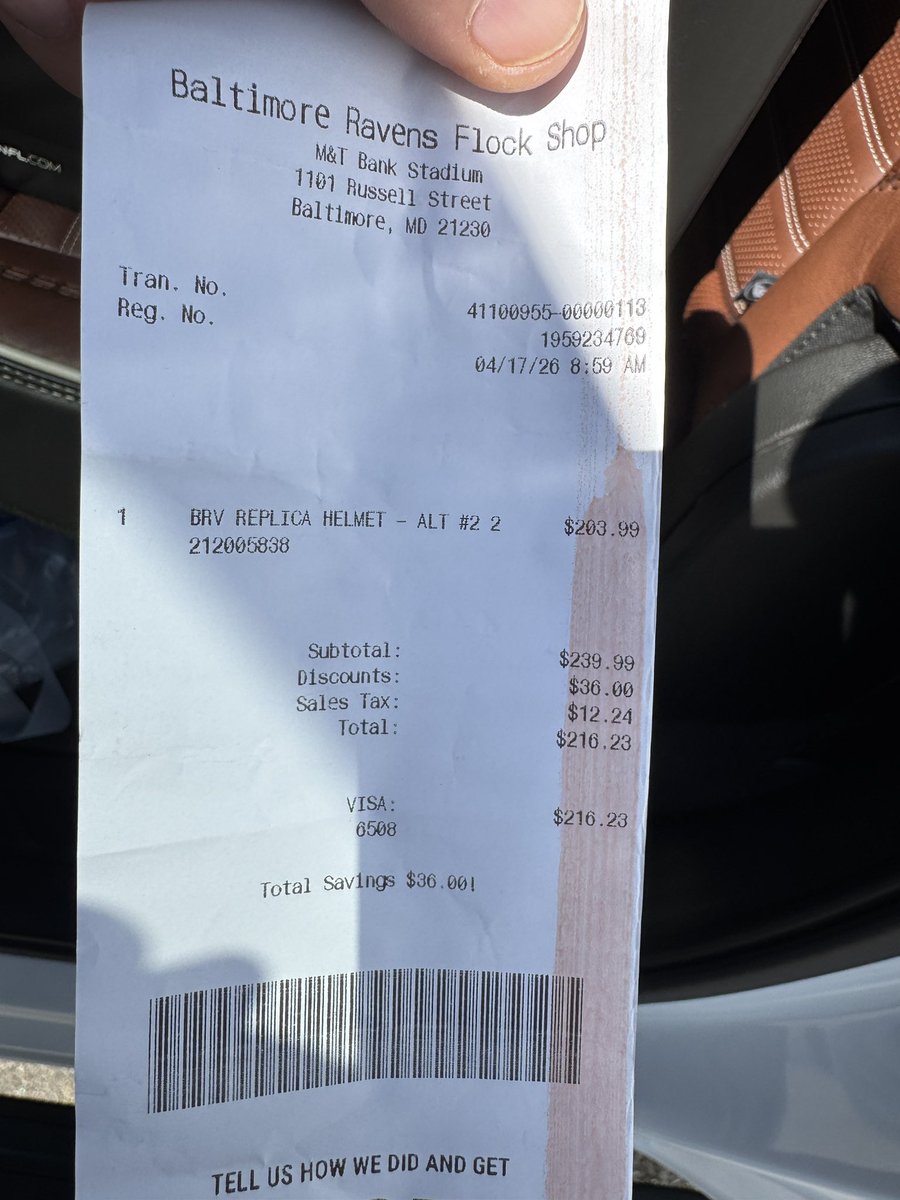 NFL.COM
Baltimore Ravens Flock Shop
M&T Bank Stadium
1101 Russell Street
Baltimore, MD 21230
Tran. No. 41100955-00000113
Reg. No. 1959234769
04/17/26 8:59 AM
1 BRV REPLICA HELMET - ALT #2 2 $203.99
212005838
Subtotal: $239.99
Discounts: $36.00
Sales Tax: $12.24
Total: $216.23
VISA: $216.23
6508
Total Savings $36.00!
TELL US HOW WE DID AND GET